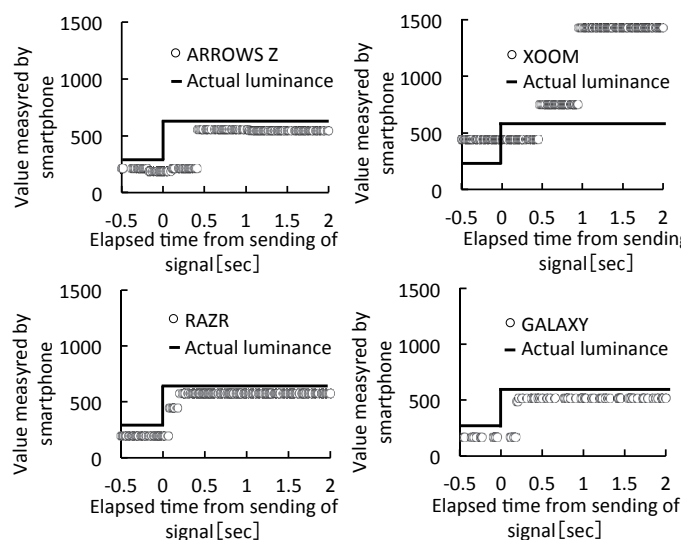 1500
1000
500
0
Value measyred by
smartphone
ARROWS Z
Actual luminance
-0.5 0 0.5 1 1.5 2
Elapsed time from sending of
signal[sec]
1500
1000
500
0
Value measyred by
smartphone
XOOM
Actual luminance
-0.5 0 0.5 1 1.5 2
Elapsed time from sending
signal[sec]
1500
1000
500
0
Value measyred by
smartphone
RAZR
Actual luminance
-0.5 0 0.5 1 1.5 2
Elapsed time from sending of
signal[sec]
1500
1000
500
0
Value measyred by
smartphone
GALAXY
Actual luminance
-0.5 0 0.5 1 1.5 2
Elapsed time from sending of
signal[sec]